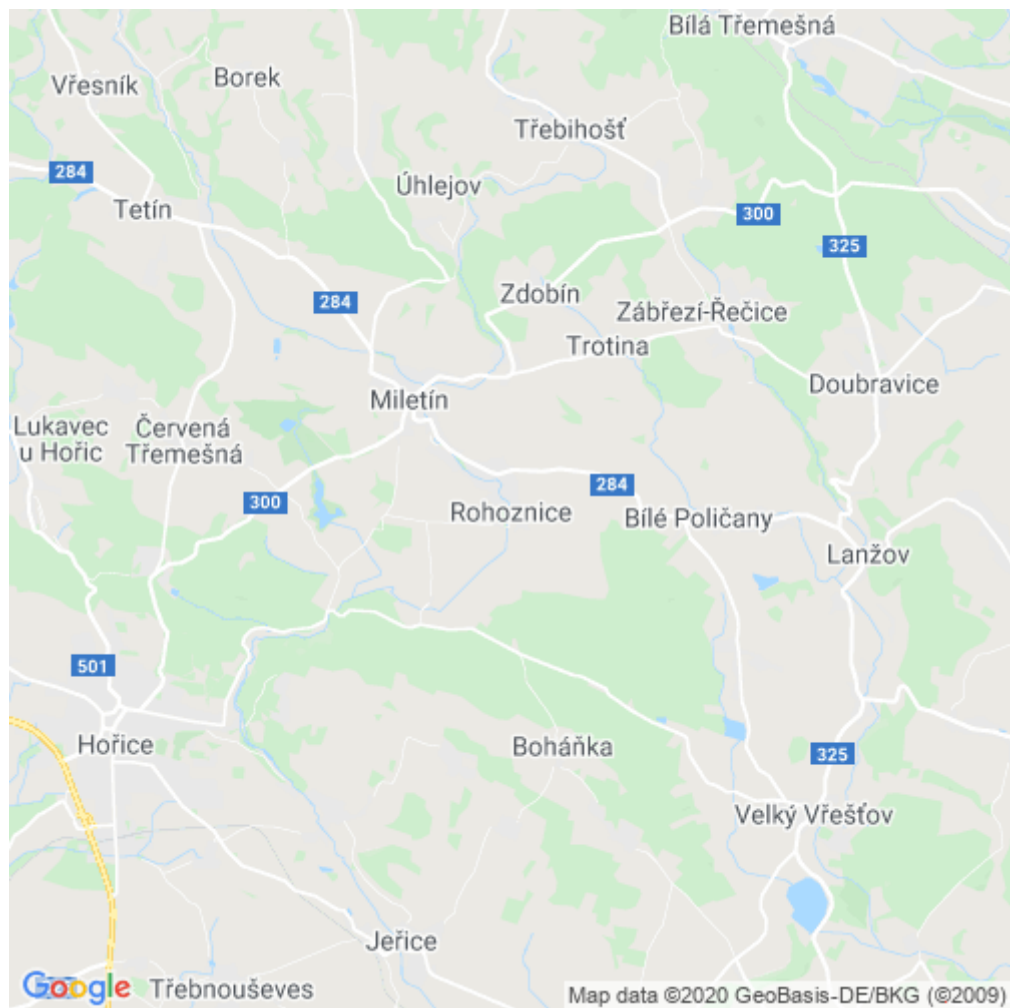 Bílá Třemešná
Vřesník
Borek
Třebihošť
284
Úhlejov
Tetín
300
325
284
Zdobín
Zábřezí-Řečice
Trotina
Doubravice
Miletín
Lukavec
u Hořic
Červená
Třemešná
300
284
Rohoznice
Bílé Poličany
Lanžov
501
Hořice
Boháňka
325
Velký Vřešťov
Jeřice
Google
Třebnouševes
Map data ©2020 GeoBasis-DE/BKG (©2009)